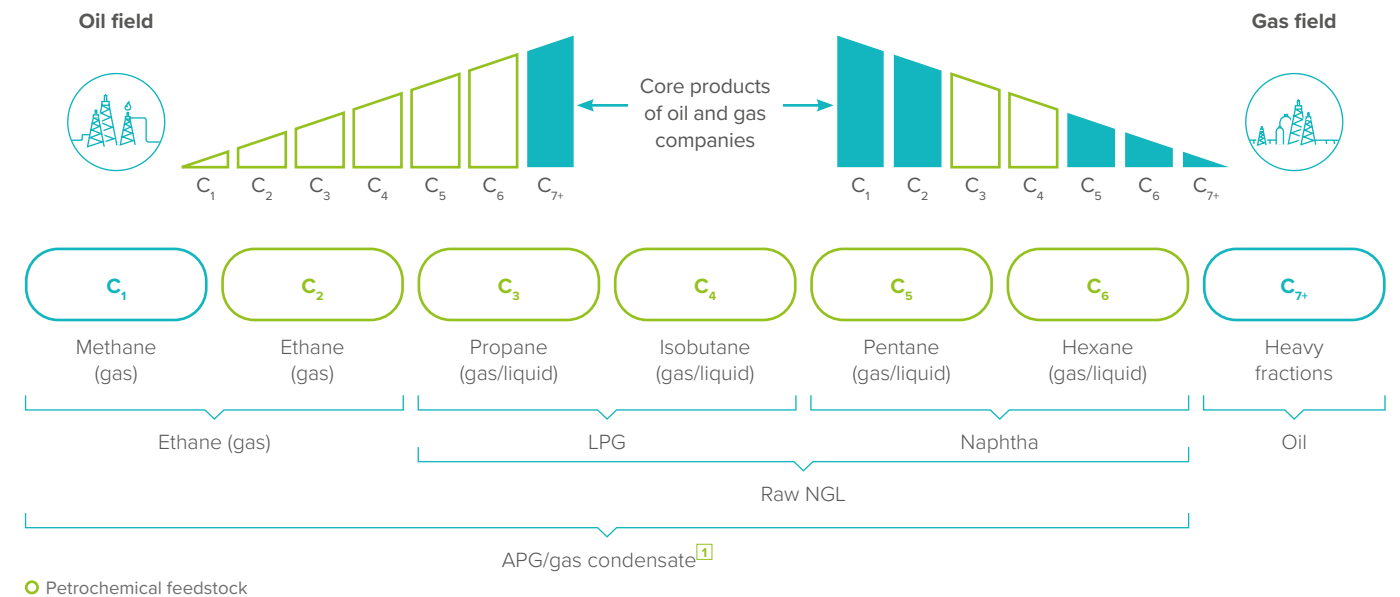 Oil field
Gas field
Core products
of oil and gas
companies
C₁ C₂ C₃ C₄ C₅ C₆ C₇₊
C₁ C₂ C₃ C₄ C₅ C₆ C₇₊
C₁ C₂ C₃ C₄ C₅ C₆ C₇₊
Methane
(gas)
Ethane
(gas)
Propane
(gas/liquid)
Isobutane
(gas/liquid)
Pentane
(gas/liquid)
Hexane
(gas/liquid)
Heavy
fractions
Ethane (gas)
LPG
Naphtha
Oil
Raw NGL
APG/gas condensate 1
Petrochemical feedstock